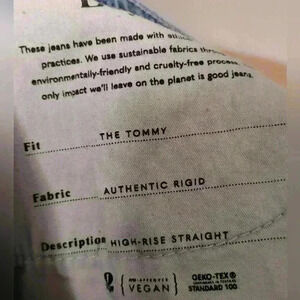 These jeans have been made with
practices. We use sustainable fabrics
environmentally-friendly and cruelty-free
only impact we'll leave on the planet is good jeans.
Fit THE TOMMY
Fabric AUTHENTIC RIGID
Description HIGH-RISE STRAIGHT
VEGAN
OEKO-TEX®
STANDARD 100